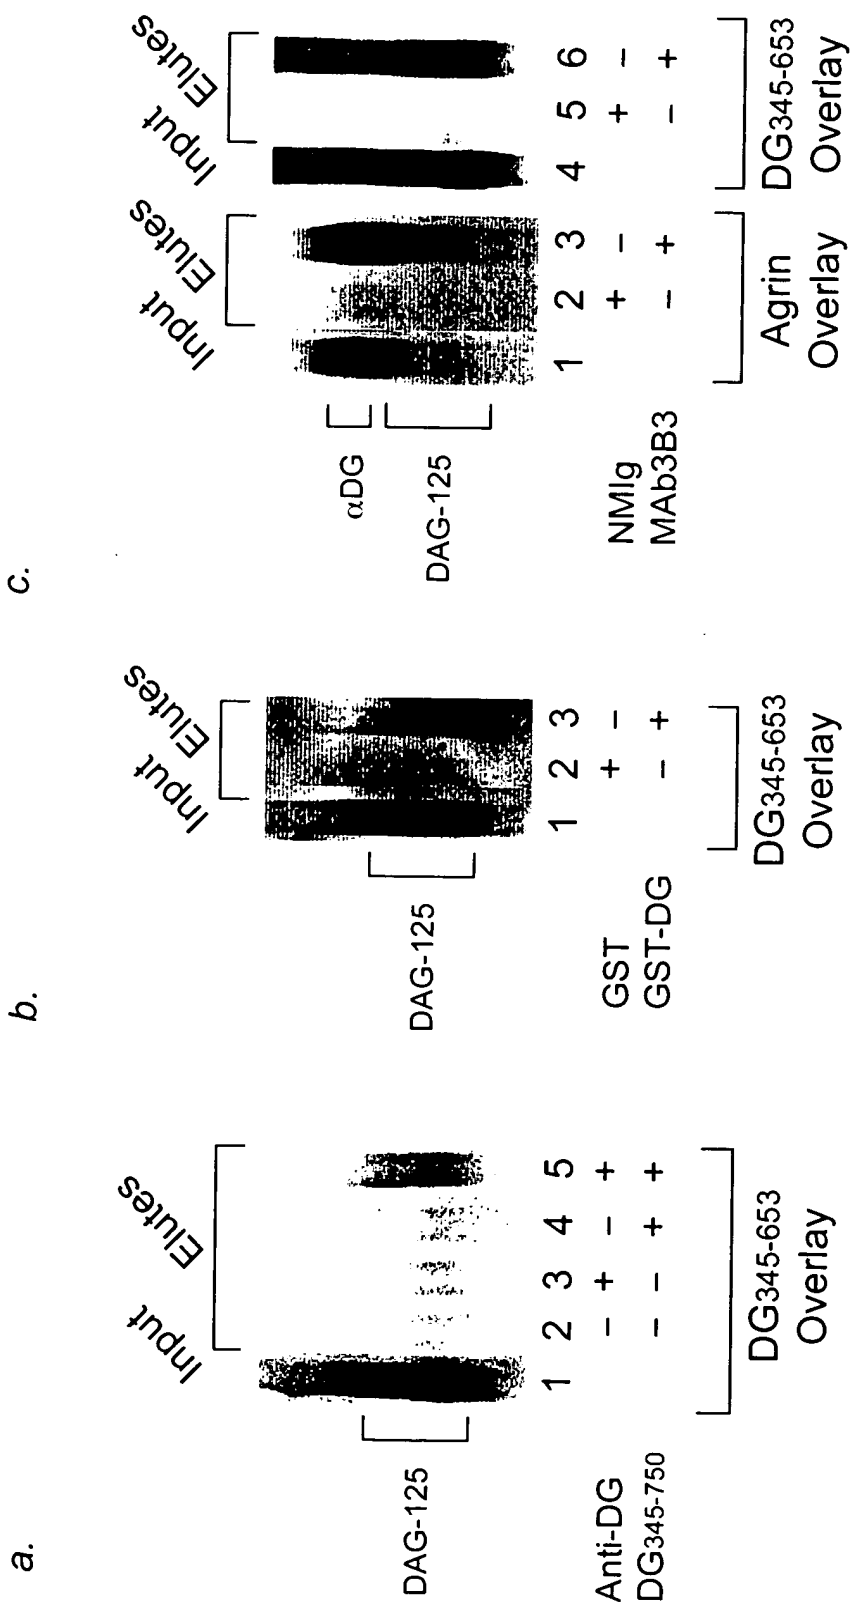 a.
Input
Elutes
DAG-125
1 2 3 4 5
Anti-DG - + - +
DG345-750 - - + +
DG345-653
Overlay
b.
Input
Elutes
DAG-125
1 2 3
GST + -
GST-DG - +
DG345-653
Overlay
c.
Input
Elutes
Input
Elutes
αDG
DAG-125
1 2 3 4 5 6
NMIg + - + -
MAb3B3 - + - +
Agrin
Overlay
DG345-653
Overlay